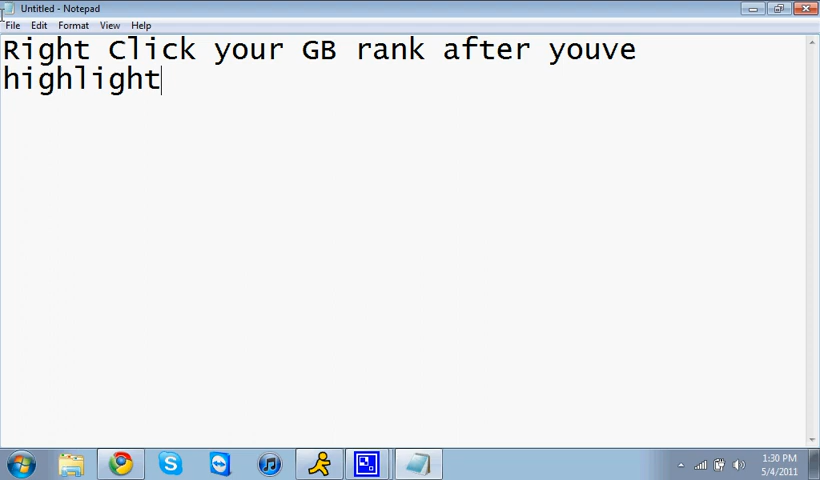 Untitled - Notepad
File Edit Format View Help
Right Click your GB rank after youve
highlight
1:30 PM
5/4/2011